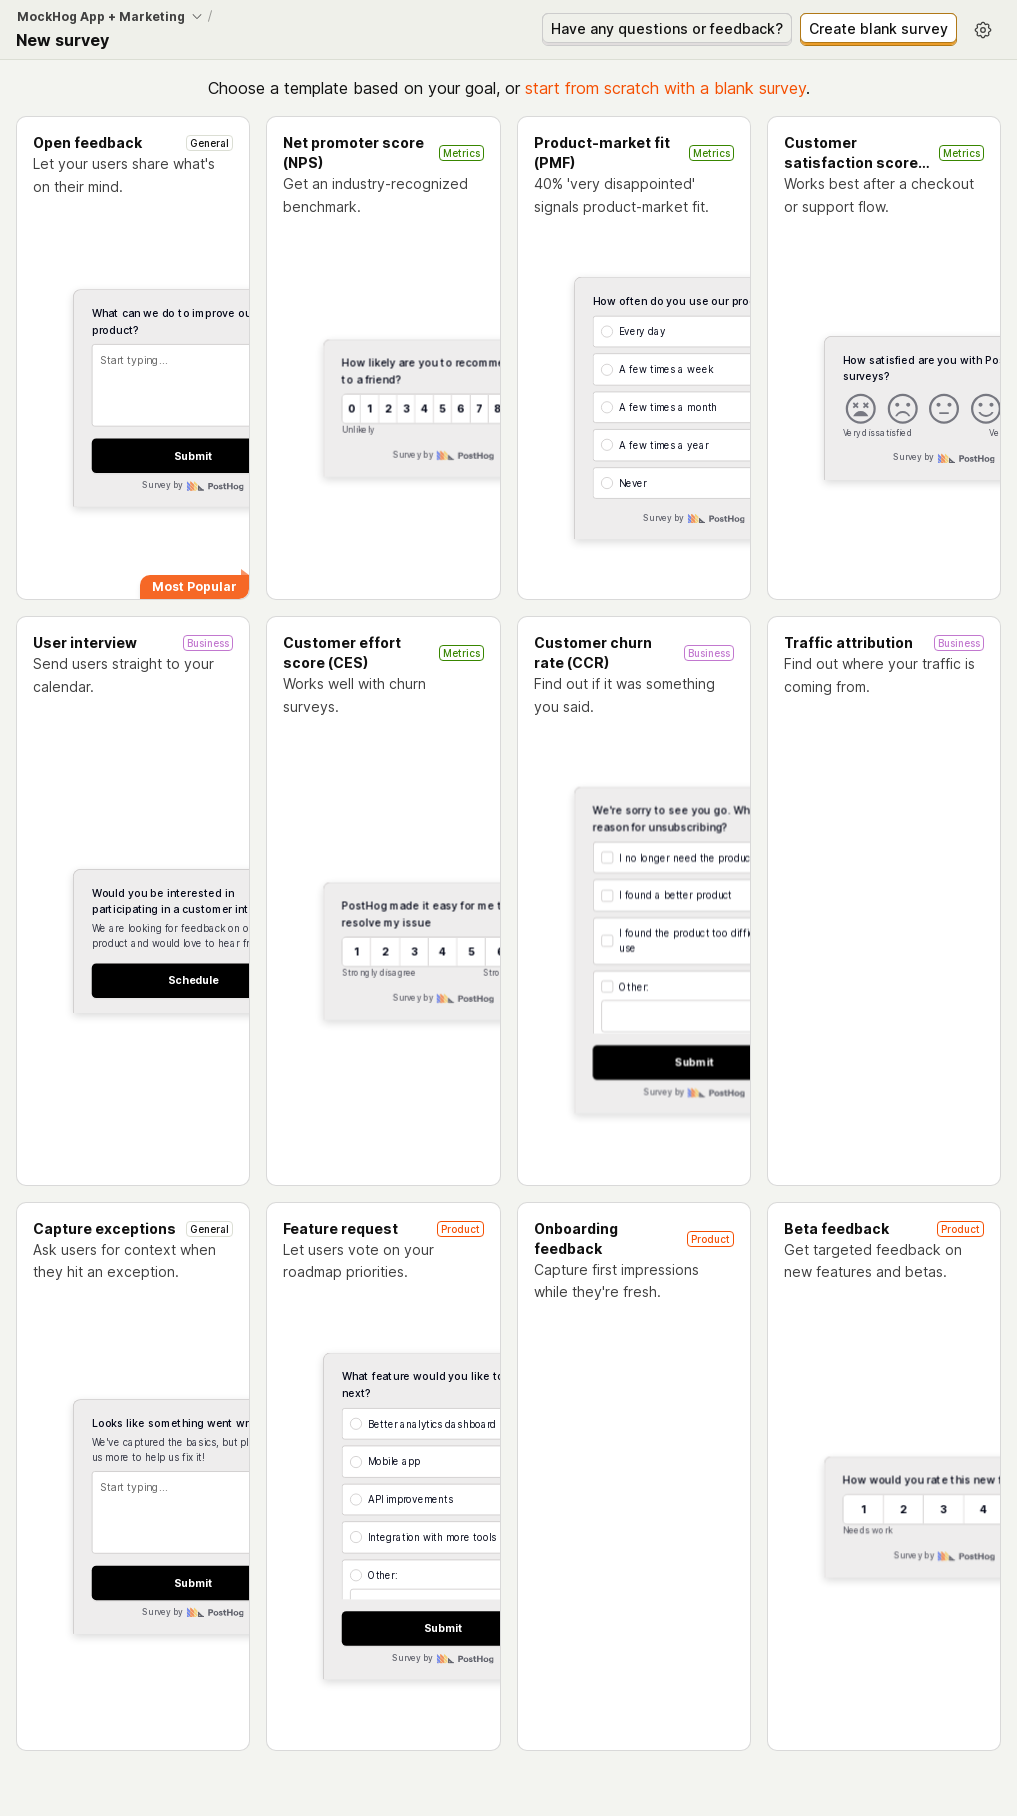 MockHog App + Marketing /
New survey
Have any questions or feedback?
Create blank survey
Choose a template based on your goal, or start from scratch with a blank survey.
Open feedback
General
Let your users share what's
on their mind.
What can we do to improve ou
product?
Start typing...
Submit
Survey by PostHog
Most Popular
Net promoter score
(NPS)
Metrics
Get an industry-recognized
benchmark.
How likely are you to recomme
to a friend?
0 1 2 3 4 5 6 7 8
Unlikely
Survey by PostHog
Product-market fit
(PMF)
Metrics
40% 'very disappointed'
signals product-market fit.
How often do you use our pro
Every day
A few times a week
A few times a month
A few times a year
Never
Survey by PostHog
Customer
satisfaction score...
Metrics
Works best after a checkout
or support flow.
How satisfied are you with Po
surveys?
Very dissatisfied
Ve
Survey by PostHog
User interview
Business
Send users straight to your
calendar.
Would you be interested in
participating in a customer int
We are looking for feedback on o
product and would love to hear fr
Schedule
Customer effort
score (CES)
Metrics
Works well with churn
surveys.
PostHog made it easy for me t
resolve my issue
1 2 3 4 5 6
Strongly disagree
Stro
Survey by PostHog
Customer churn
rate (CCR)
Business
Find out if it was something
you said.
We're sorry to see you go. Wh
reason for unsubscribing?
I no longer need the produc
I found a better product
I found the product too diffi
use
Other:
Submit
Survey by PostHog
Traffic attribution
Business
Find out where your traffic is
coming from.
Capture exceptions
General
Ask users for context when
they hit an exception.
Looks like something went wr
We've captured the basics, but pl
us more to help us fix it!
Start typing...
Submit
Survey by PostHog
Feature request
Product
Let users vote on your
roadmap priorities.
What feature would you like to
next?
Better analytics dashboard
Mobile app
API improvements
Integration with more tools
Other:
Submit
Survey by PostHog
Onboarding
feedback
Product
Capture first impressions
while they're fresh.
Beta feedback
Product
Get targeted feedback on
new features and betas.
How would you rate this new f
1 2 3 4
Needs work
Survey by PostHog